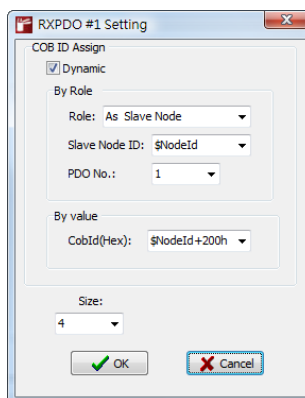 RXPDO #1 Setting
COB ID Assign
Dynamic
By Role
Role: As Slave Node
Slave Node ID: $NodeId
PDO No.: 1
By value
CobId(Hex): $NodeId+200h
Size:
4
OK Cancel